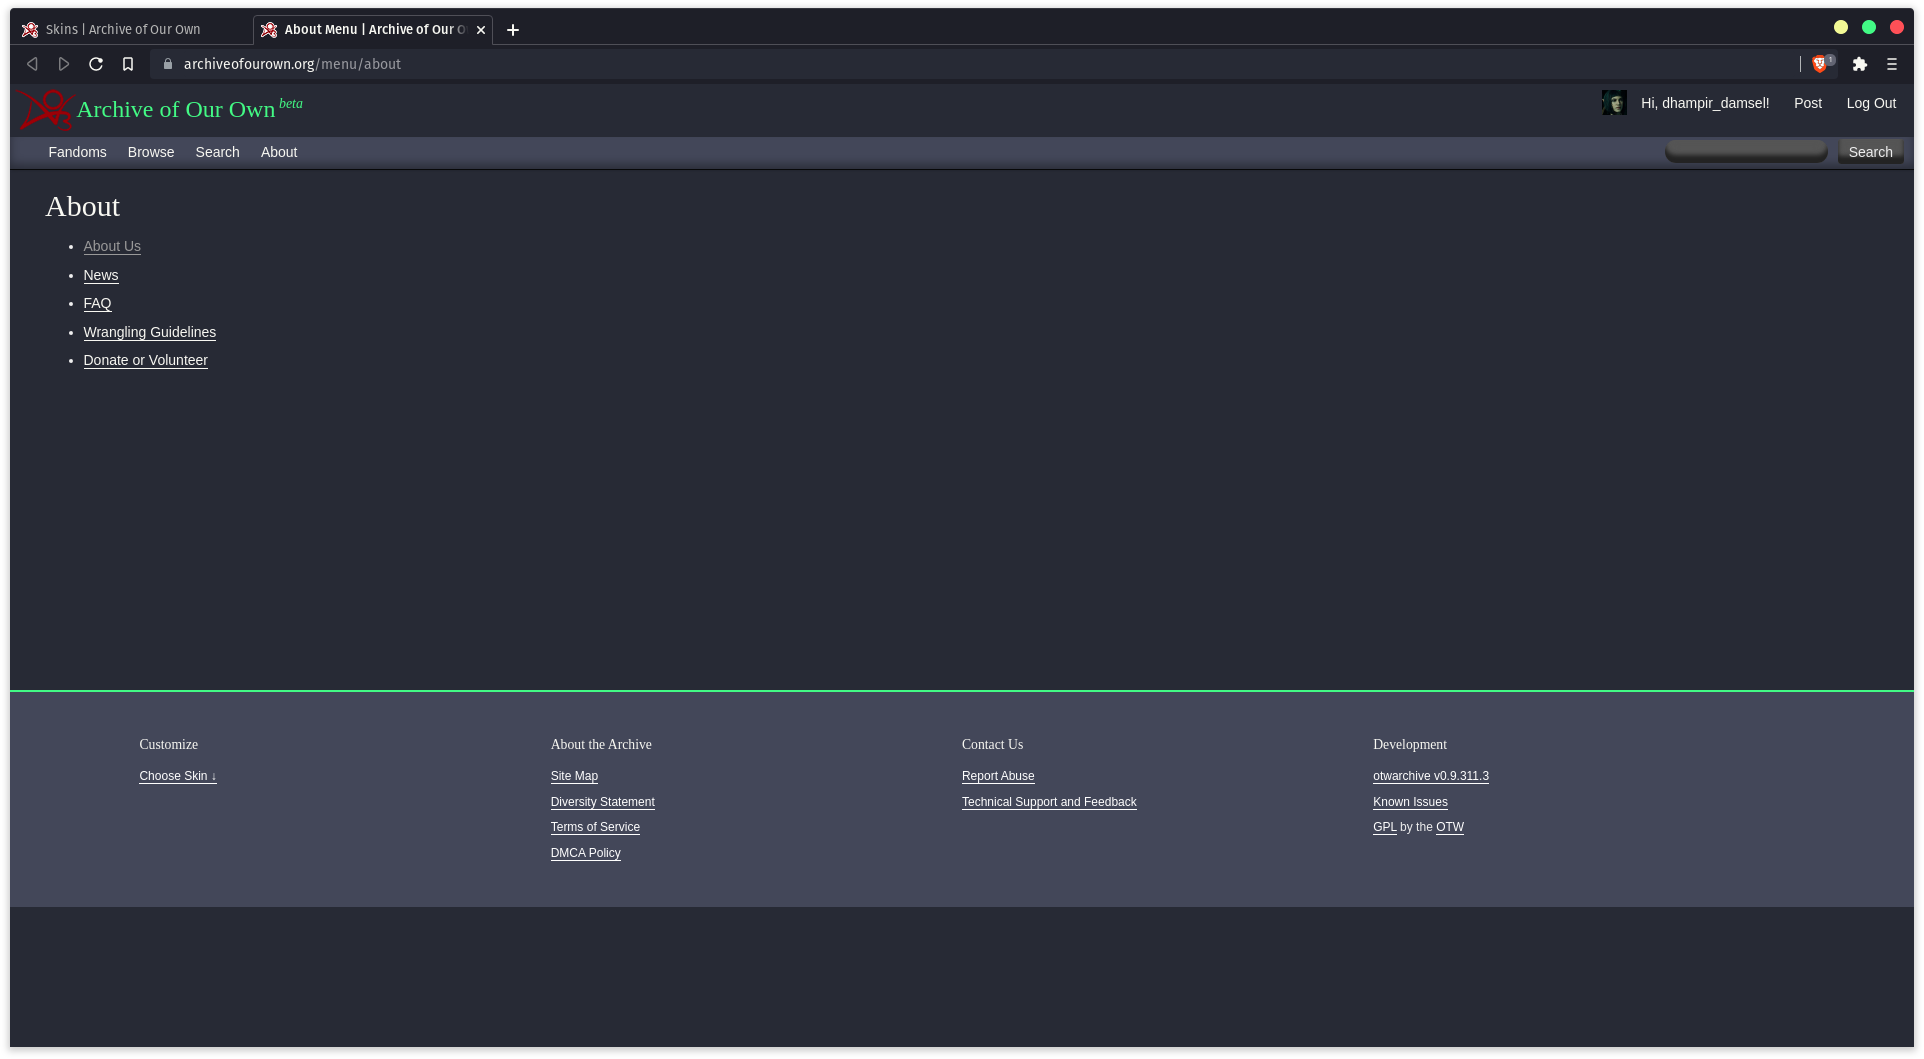 Skins | Archive of Our Own
About Menu | Archive of Our O
archiveofourown.org/menu/about
1
Archive of Our Own beta
Hi, dhampir_damsel! Post Log Out
Fandoms Browse Search About
Search
About
About Us
News
FAQ
Wrangling Guidelines
Donate or Volunteer
Customize
Choose Skin ↓
About the Archive
Site Map
Diversity Statement
Terms of Service
DMCA Policy
Contact Us
Report Abuse
Technical Support and Feedback
Development
otwarchive v0.9.311.3
Known Issues
GPL by the OTW